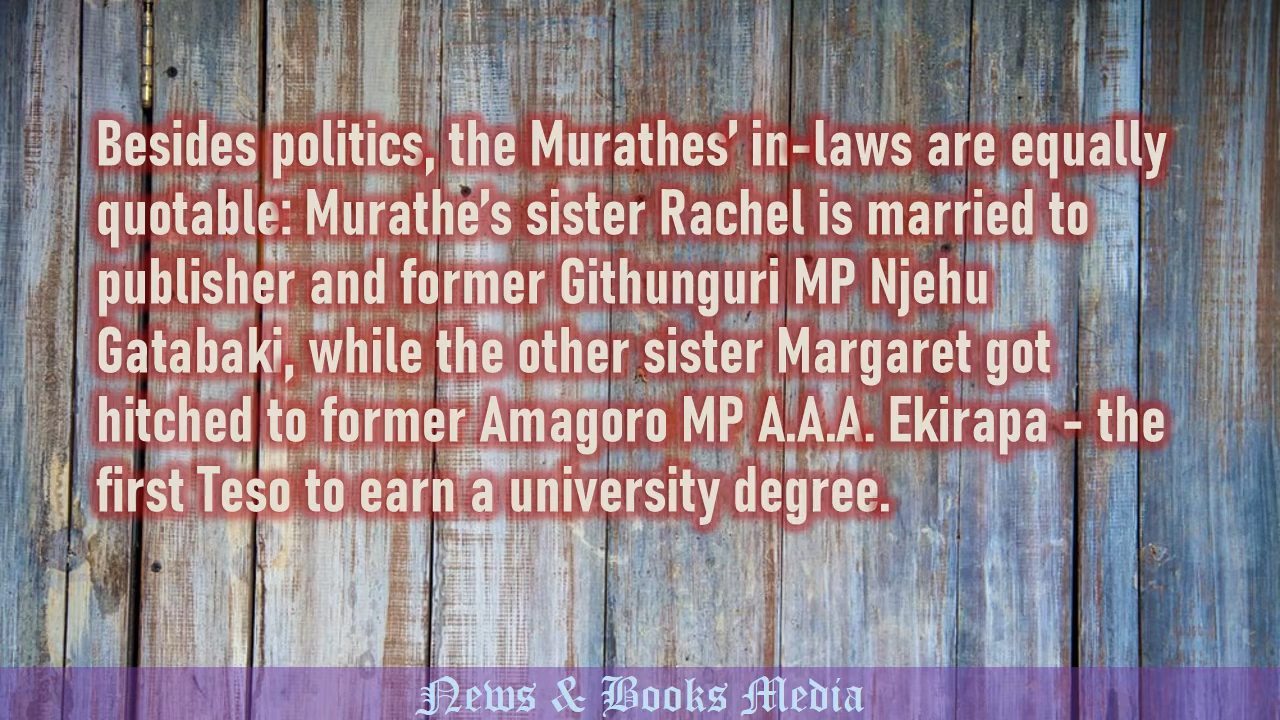 Besides politics, the Murathes’ in-laws are equally
quotable: Murathe’s sister Rachel is married to
publisher and former Githunguri MP Njehu
Gatabaki, while the other sister Margaret got
hitched to former Amagoro MP A.A.A. Ekirapa - the
first Teso to earn a university degree.
News & Books Media